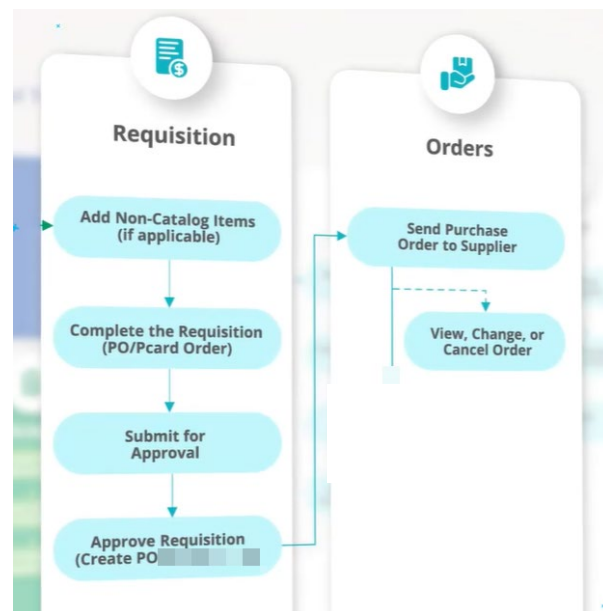 Requisition
Add Non-Catalog Items
(if applicable)
Complete the Requisition
(PO/Pcard Order)
Submit for
Approval
Approve Requisition
(Create PO
Orders
Send Purchase
Order to Supplier
View, Change, or
Cancel Order